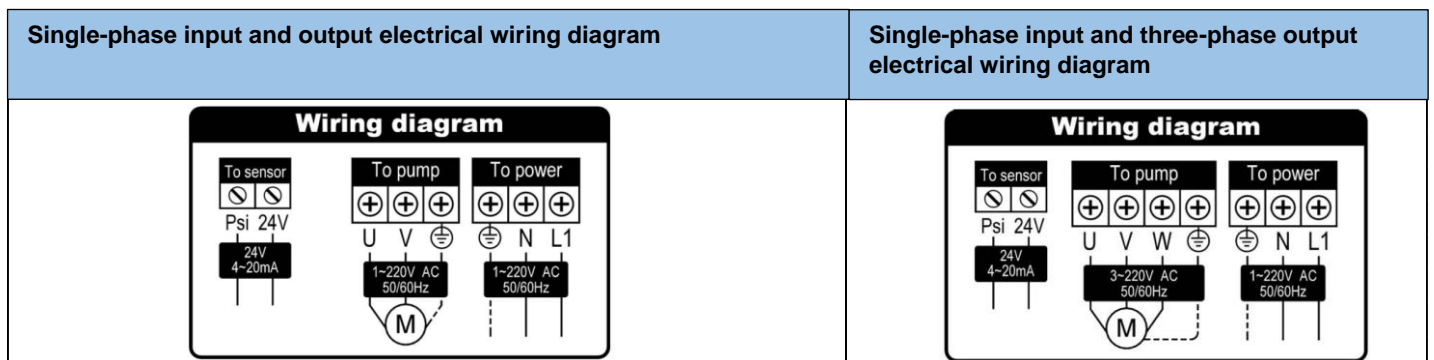 Single-phase input and output electrical wiring diagram
Wiring diagram
To sensor
To pump
To power
Psi 24V
U V N L1
24V
4~20mA
1~220V AC
50/60Hz
1~220V AC
50/60Hz
M
Single-phase input and three-phase output
electrical wiring diagram
Wiring diagram
To sensor
To pump
To power
Psi 24V
U V W N L1
24V
4~20mA
3~220V AC
50/60Hz
1~220V AC
50/60Hz
M